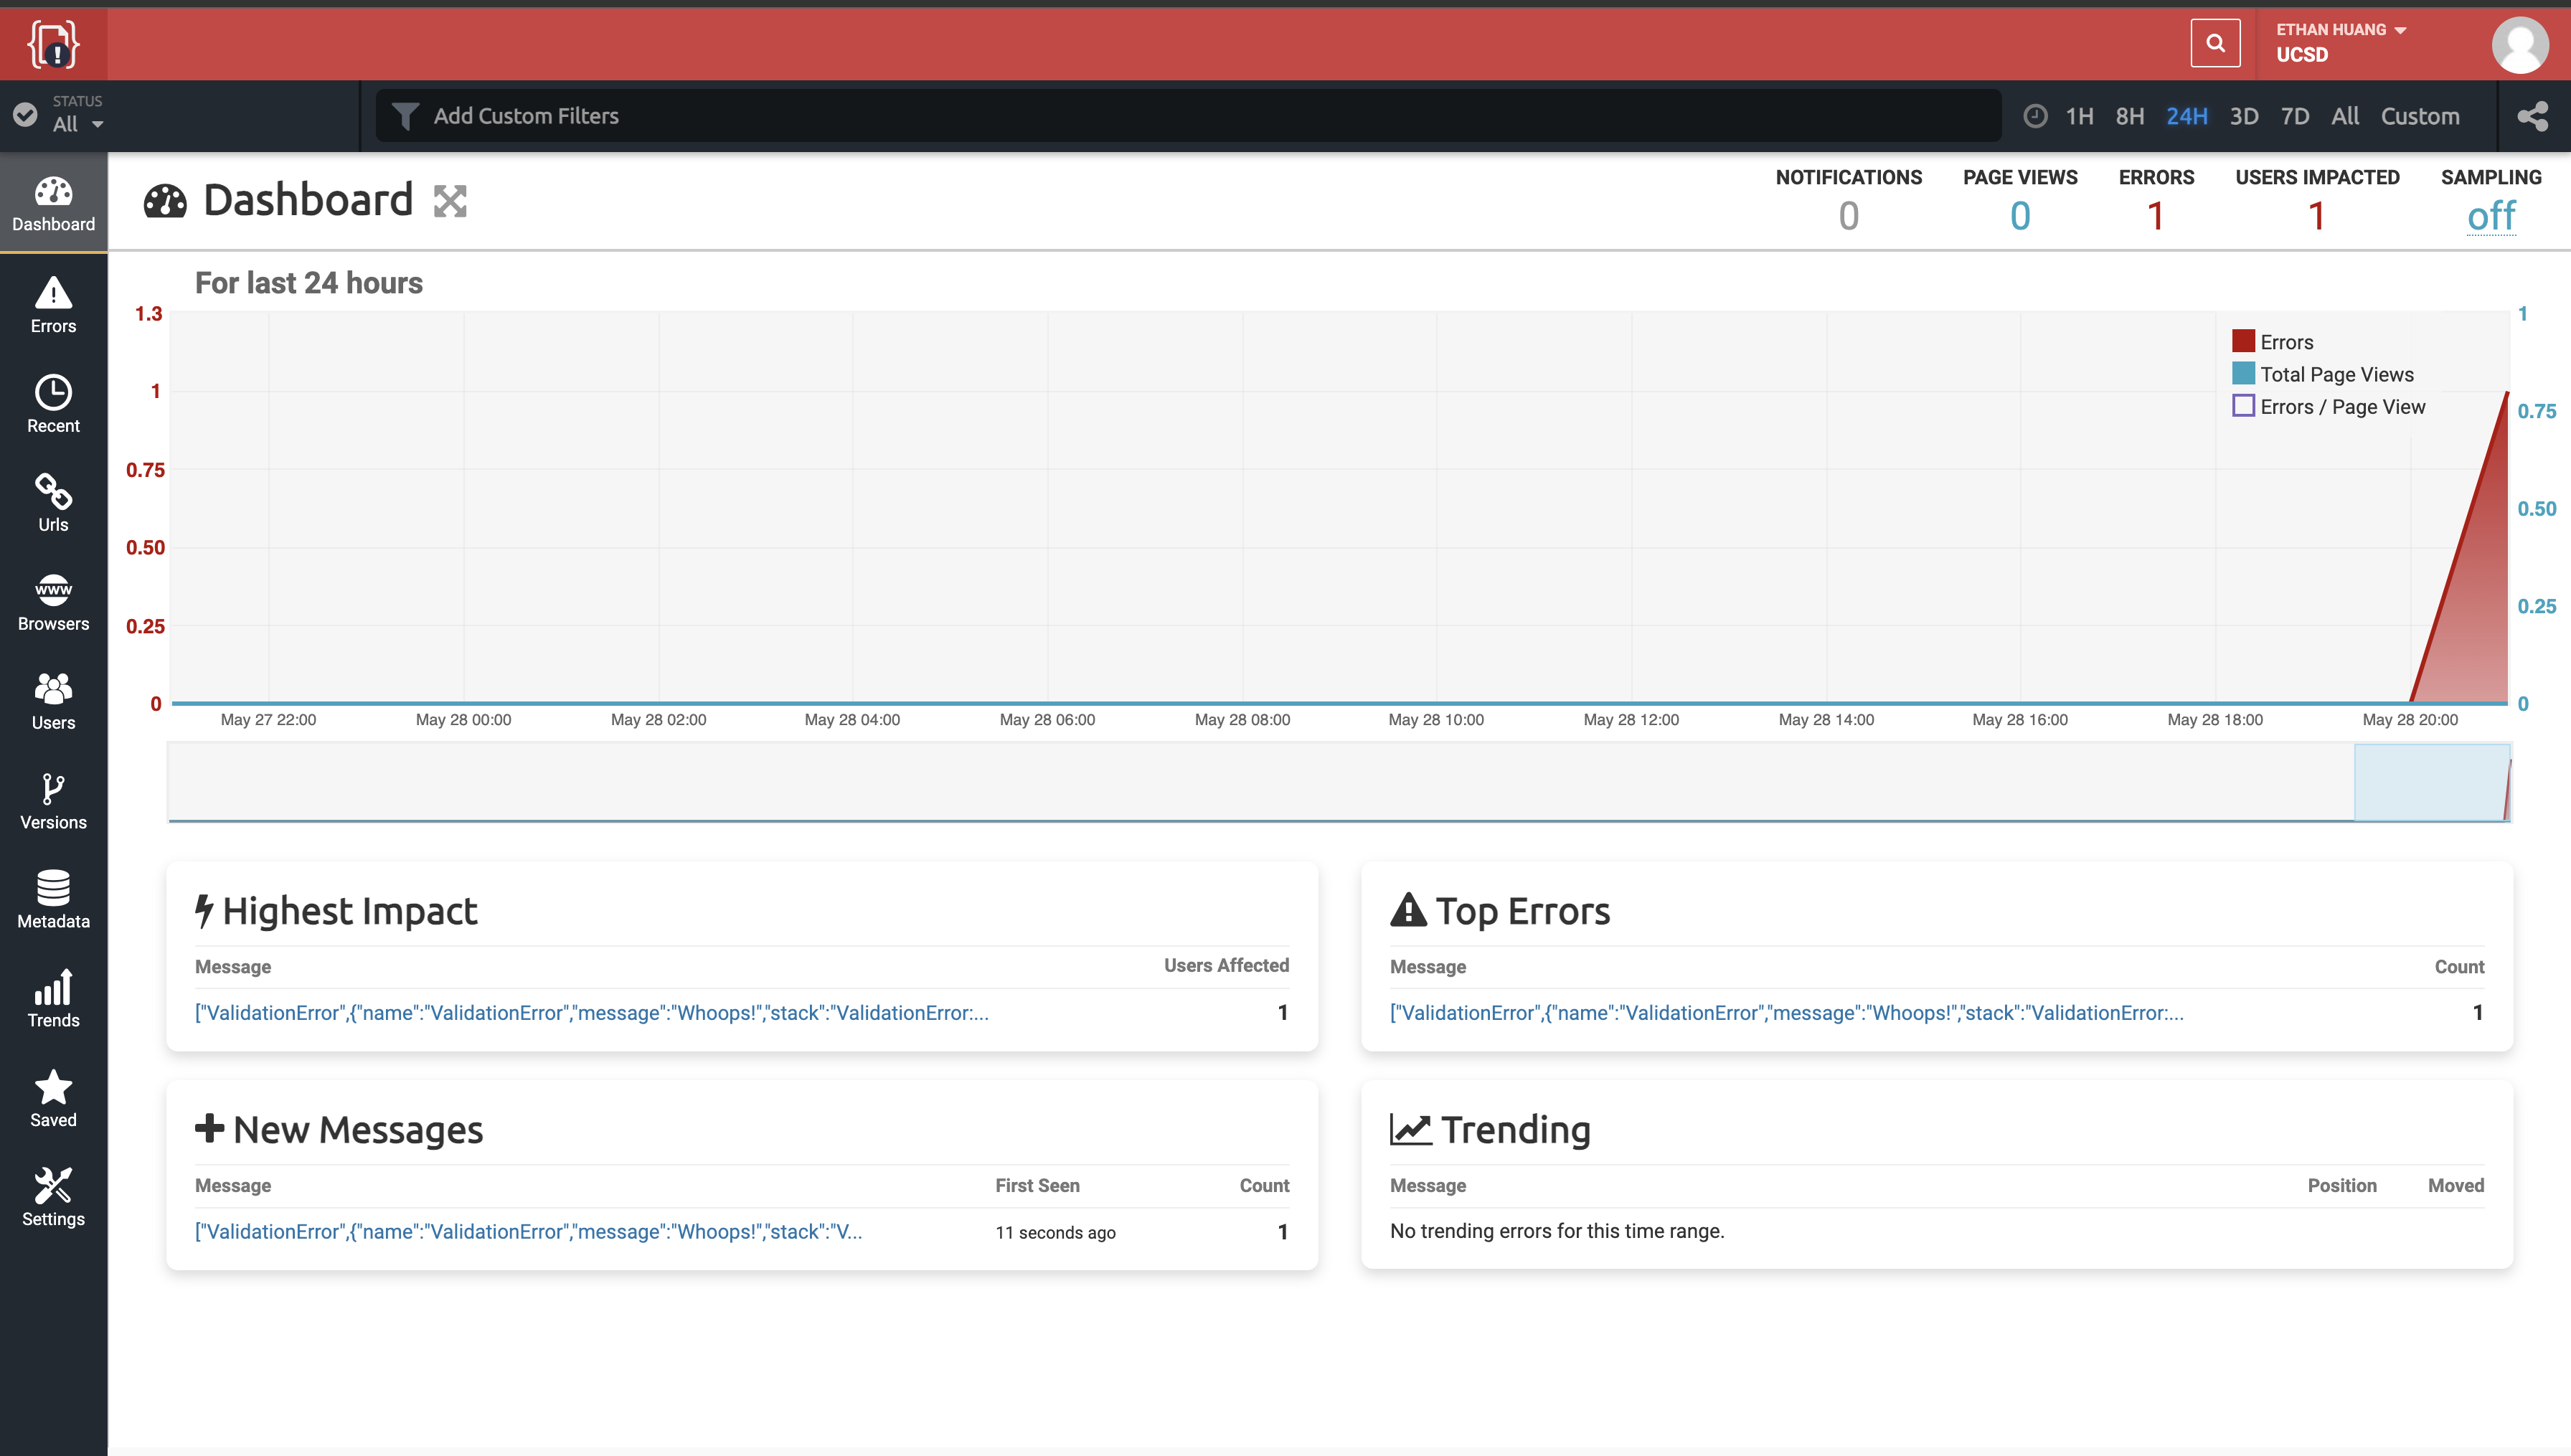 ETHAN HUANG
UCSD
STATUS
All
Add Custom Filters
1H 8H 24H 3D 7D All Custom
Dashboard
Errors
Recent
Urls
www
Browsers
Users
Versions
Metadata
Trends
Saved
Settings
Dashboard
NOTIFICATIONS
0
PAGE VIEWS
0
ERRORS
1
USERS IMPACTED
1
SAMPLING
off
For last 24 hours
1.3
1
0.75
0.50
0.25
0
Errors
Total Page Views
Errors / Page View
1
0.75
0.50
0.25
0
May 27 22:00 May 28 00:00 May 28 02:00 May 28 04:00 May 28 06:00 May 28 08:00 May 28 10:00 May 28 12:00 May 28 14:00 May 28 16:00 May 28 18:00 May 28 20:00
Highest Impact
Message Users Affected
["ValidationError",{"name":"ValidationError","message":"Whoops!","stack":"ValidationError:... 1
Top Errors
Message Count
["ValidationError",{"name":"ValidationError","message":"Whoops!","stack":"ValidationError:... 1
New Messages
Message First Seen Count
["ValidationError",{"name":"ValidationError","message":"Whoops!","stack":"V... 11 seconds ago 1
Trending
Message Position Moved
No trending errors for this time range.